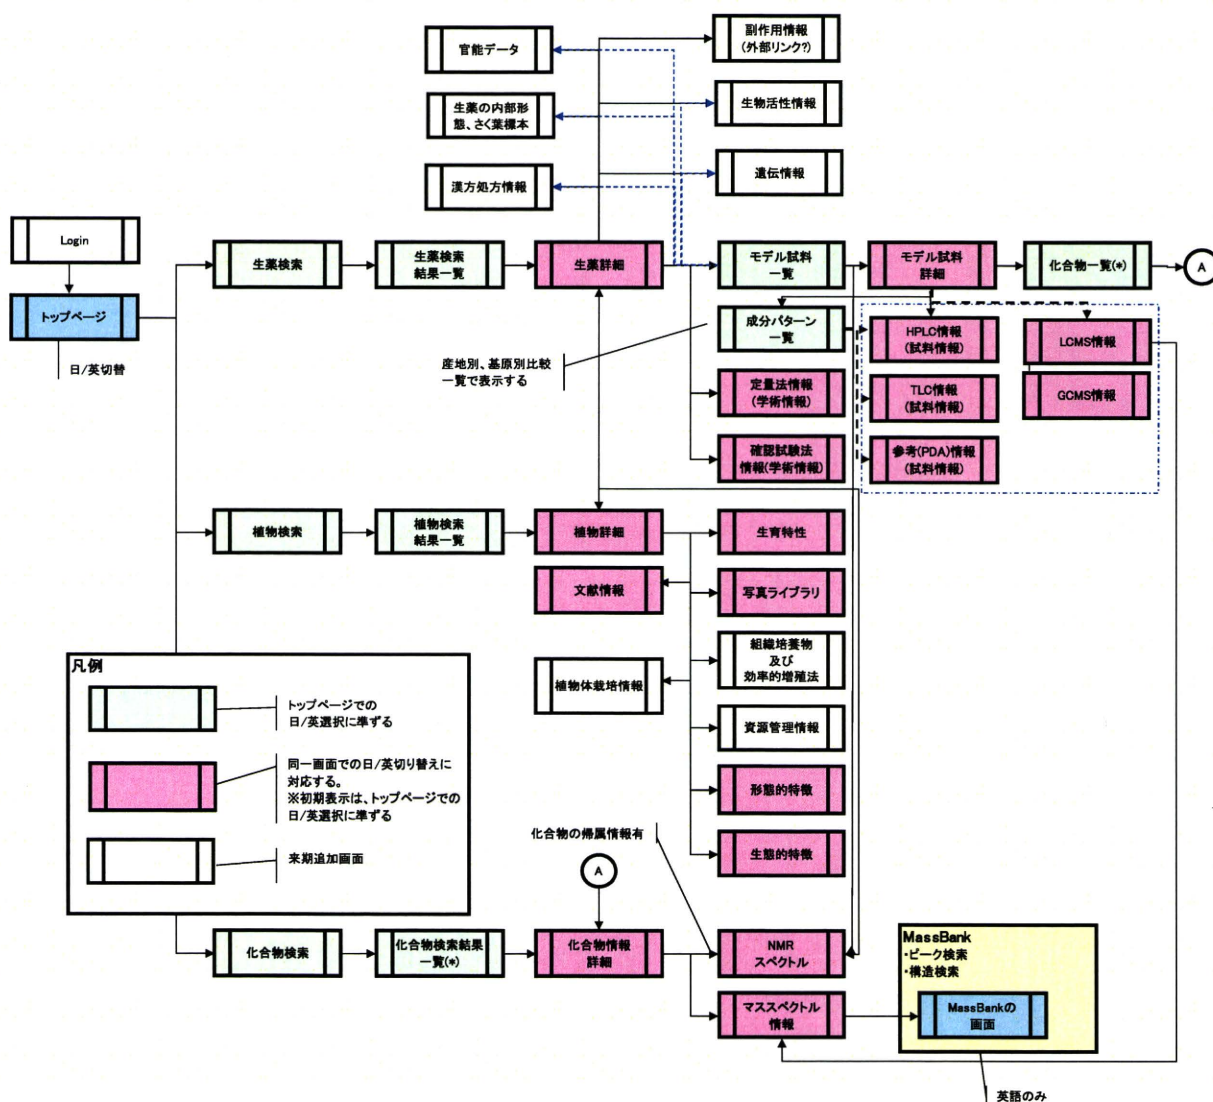 官能データ
副作用情報
(外部リンク?)
生薬の内部形
態、さく葉標本
生物活性情報
漢方処方情報
遺伝情報
Login
トップページ
日/英切替
生薬検索
生薬検索
結果一覧
生薬詳細
モデル試料
一覧
モデル試料
詳細
化合物一覧(*)
A
産地別、基原別比較
一覧で表示する
成分パターン
一覧
HPLC情報
(試料情報)
LCMS情報
定量法情報
(学術情報)
TLC情報
(試料情報)
GCMS情報
確認試験法
情報(学術情報)
参考(PDA)情報
(試料情報)
植物検索
植物検索
結果一覧
植物詳細
生育特性
文献情報
写真ライブラリ
植物体栽培情報
組織培養物
及び
効率的増殖法
資源管理情報
形態的特徴
生態的特徴
凡例
トップページでの
日/英選択に準ずる
同一画面での日/英切り替えに
対応する。
※初期表示は、トップページでの
日/英選択に準ずる
来期追加画面
化合物の帰属情報有
A
化合物検索
化合物検索結果
一覧(*)
化合物情報
詳細
NMR
スペクトル
マススペクトル
情報
MassBank
・ピーク検索
・構造検索
MassBankの
画面
英語のみ